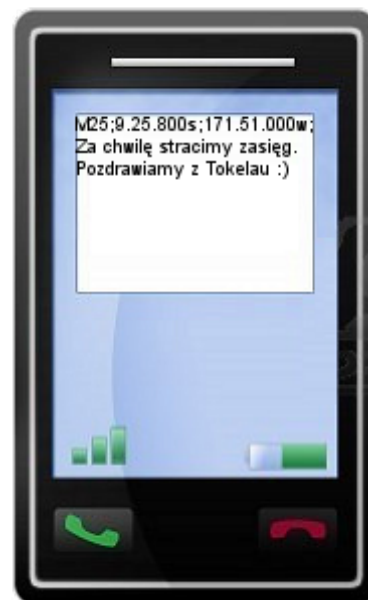 M25;9.25.800s;171.51.000w;
Za chwilę stracimy zasięg.
Pozdrawiamy z Tokelau :)